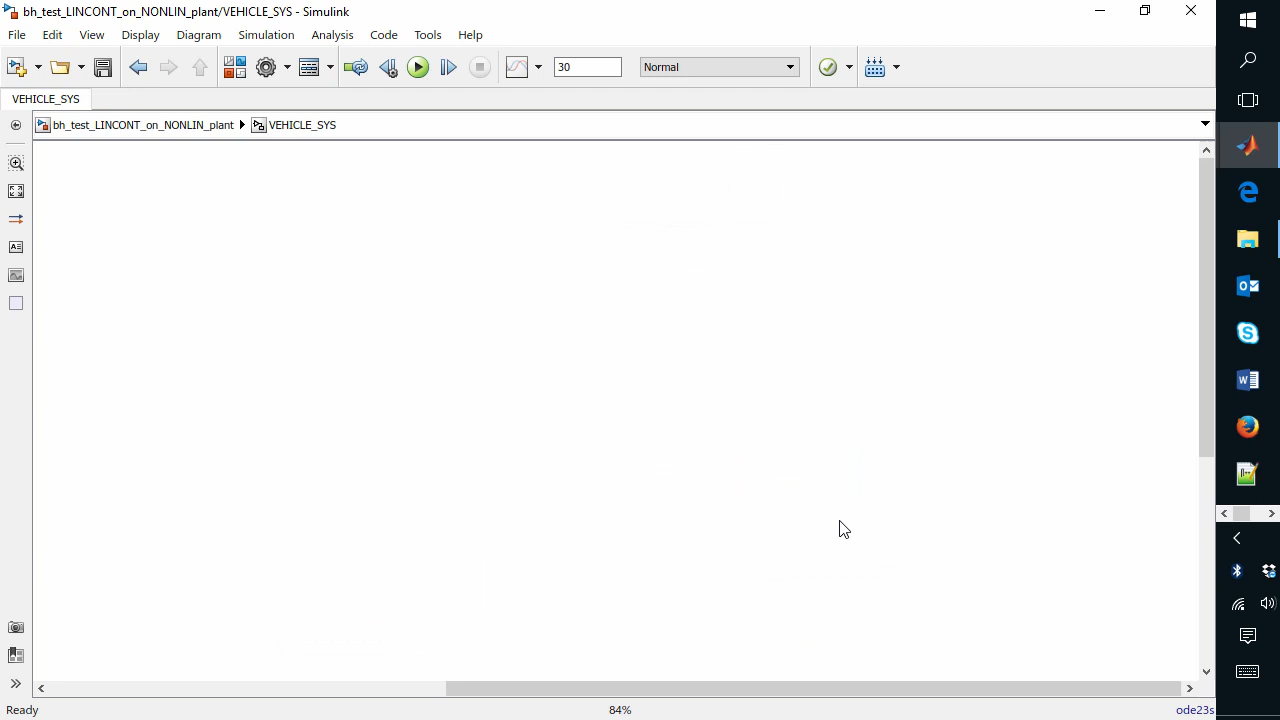 bh_test_LINCONT_on_NONLIN_plant/VEHICLE_SYS - Simulink
File Edit View Display Diagram Simulation Analysis Code Tools Help
30 Normal
VEHICLE_SYS
bh_test_LINCONT_on_NONLIN_plant VEHICLE_SYS
Ready 84% ode23s